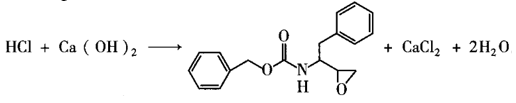 HCl + Ca ( OH )₂ ⟶ O O N H O + CaCl₂ + 2H₂O